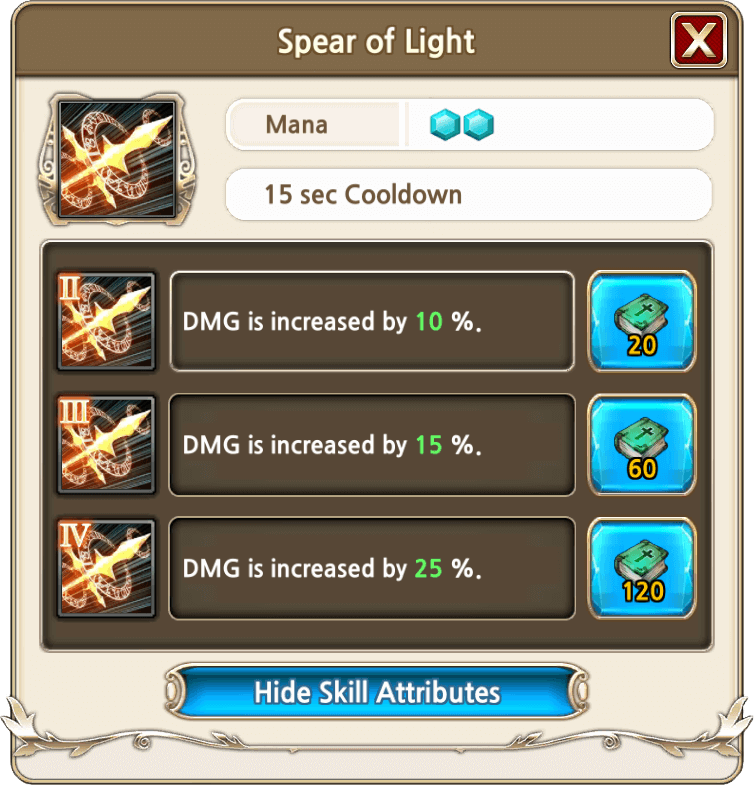 Spear of Light
X
Mana
15 sec Cooldown
II
DMG is increased by 10 %.
20
III
DMG is increased by 15 %.
60
IV
DMG is increased by 25 %.
120
Hide Skill Attributes